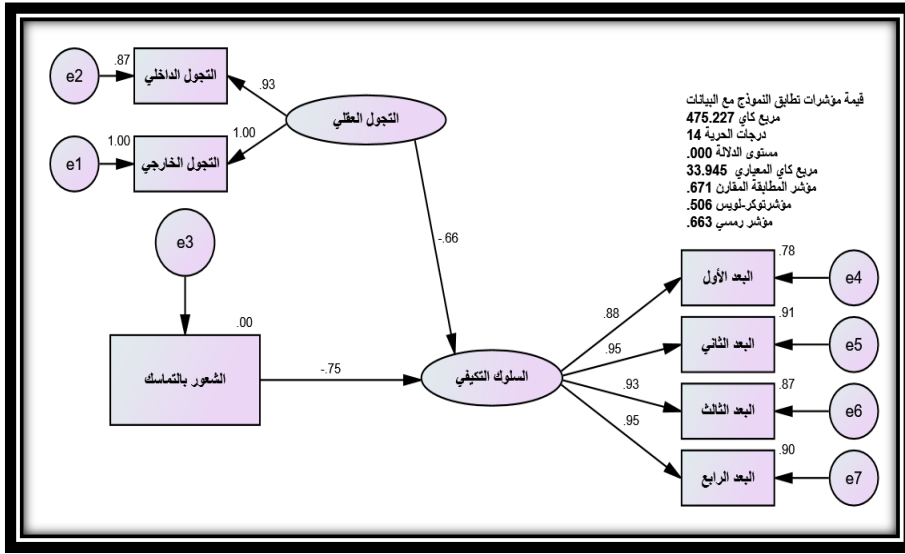 .87
e2
التجول الداخلي
.93
التجول العقلي
1.00
1.00
e1
التجول الخارجي
قيمة مؤشرات تطابق النموذج مع البيانات
مربع كاي 475.227
درجات الحرية 14
مستوى الدلالة 000.
مربع كاي المعياري 33.945
مؤشر المطابقة المقارن 671.
مؤشرتوكر-لويس 506.
مؤشر رمسي 663.
e3
-.66
.00
الشعور بالتماسك
-.75
السلوك التكيفي
.78
البعد الأول
e4
.88
.91
البعد الثاني
e5
.95
.87
البعد الثالث
e6
.93
.90
البعد الرابع
e7
.95